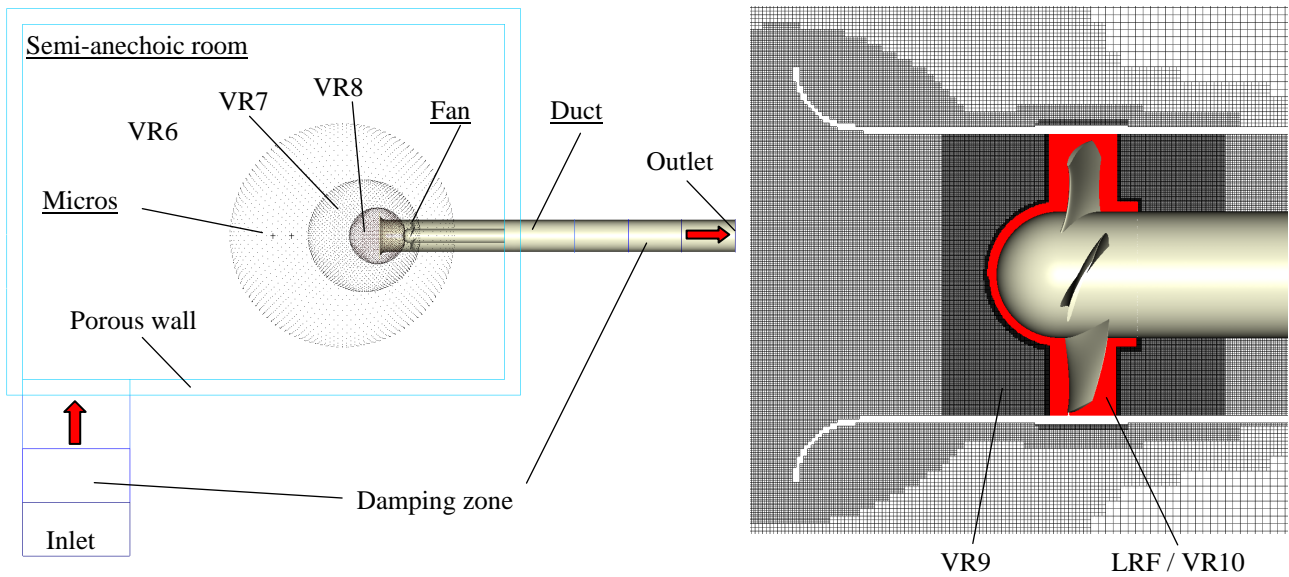 Semi-anechoic room
VR8
VR7
Fan
Duct
VR6
Outlet
Micros
Porous wall
Damping zone
Inlet
VR9
LRF / VR10